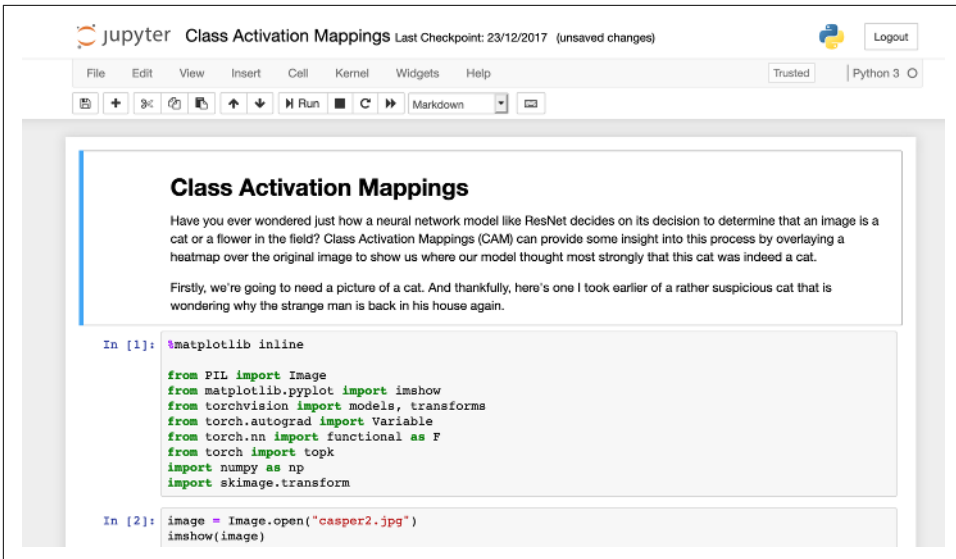 jupyter Class Activation Mappings Last Checkpoint: 23/12/2017 (unsaved changes) Logout
File Edit View Insert Cell Kernel Widgets Help Trusted Python 3
Run Markdown
Class Activation Mappings
Have you ever wondered just how a neural network model like ResNet decides on its decision to determine that an image is a
cat or a flower in the field? Class Activation Mappings (CAM) can provide some insight into this process by overlaying a
heatmap over the original image to show us where our model thought most strongly that this cat was indeed a cat.
Firstly, we're going to need a picture of a cat. And thankfully, here's one I took earlier of a rather suspicious cat that is
wondering why the strange man is back in his house again.
In [1]: %matplotlib inline
from PIL import Image
from matplotlib.pyplot import imshow
from torchvision import models, transforms
from torch.autograd import Variable
from torch.nn import functional as F
from torch import topk
import numpy as np
import skimage.transform
In [2]: image = Image.open("casper2.jpg")
imshow(image)